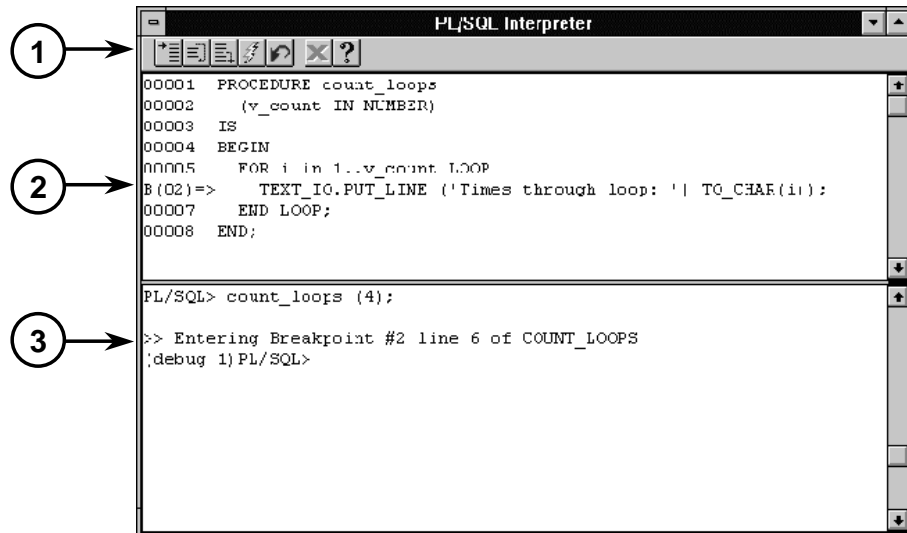 PL/SQL Interpreter
1
00001 PROCEDURE count_loops
00002 (v_count IN NUMBER)
00003 IS
00004 BEGIN
00005 FOR i in 1..v_count LOOP
2
B(02)=> TEXT_IO.PUT_LINE ('Times through loop: '| TO_CHAR(i);
00007 END LOOP;
00008 END;
PL/SQL> count_loops (4);
3
>> Entering Breakpoint #2 line 6 of COUNT_LOOPS
(debug 1)PL/SQL>